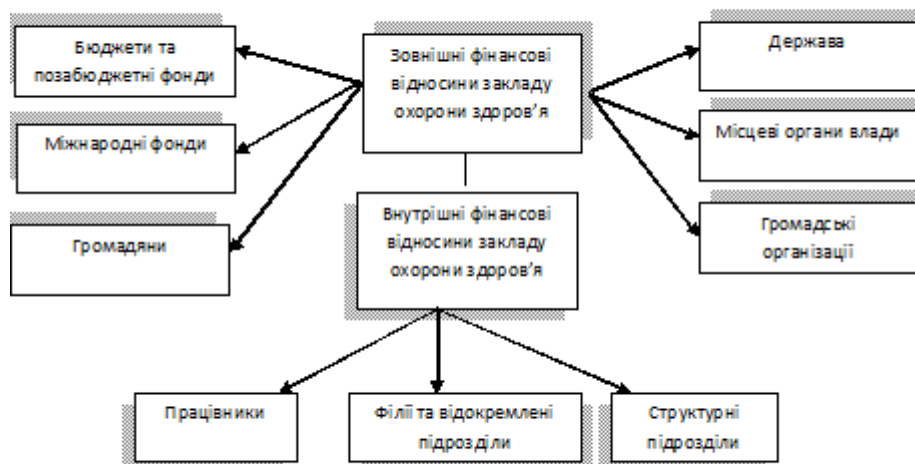 Бюджети та
позабюджетні фонди
Зовнішні фінансові
відносини закладу
охорони здоров’я
Держава
Міжнародні фонди
Місцеві органи влади
Громадяни
Внутрішні фінансові
відносини закладу
охорони здоров’я
Громадські
організації
Працівники
Філії та відокремлені
підрозділи
Структурні
підрозділи